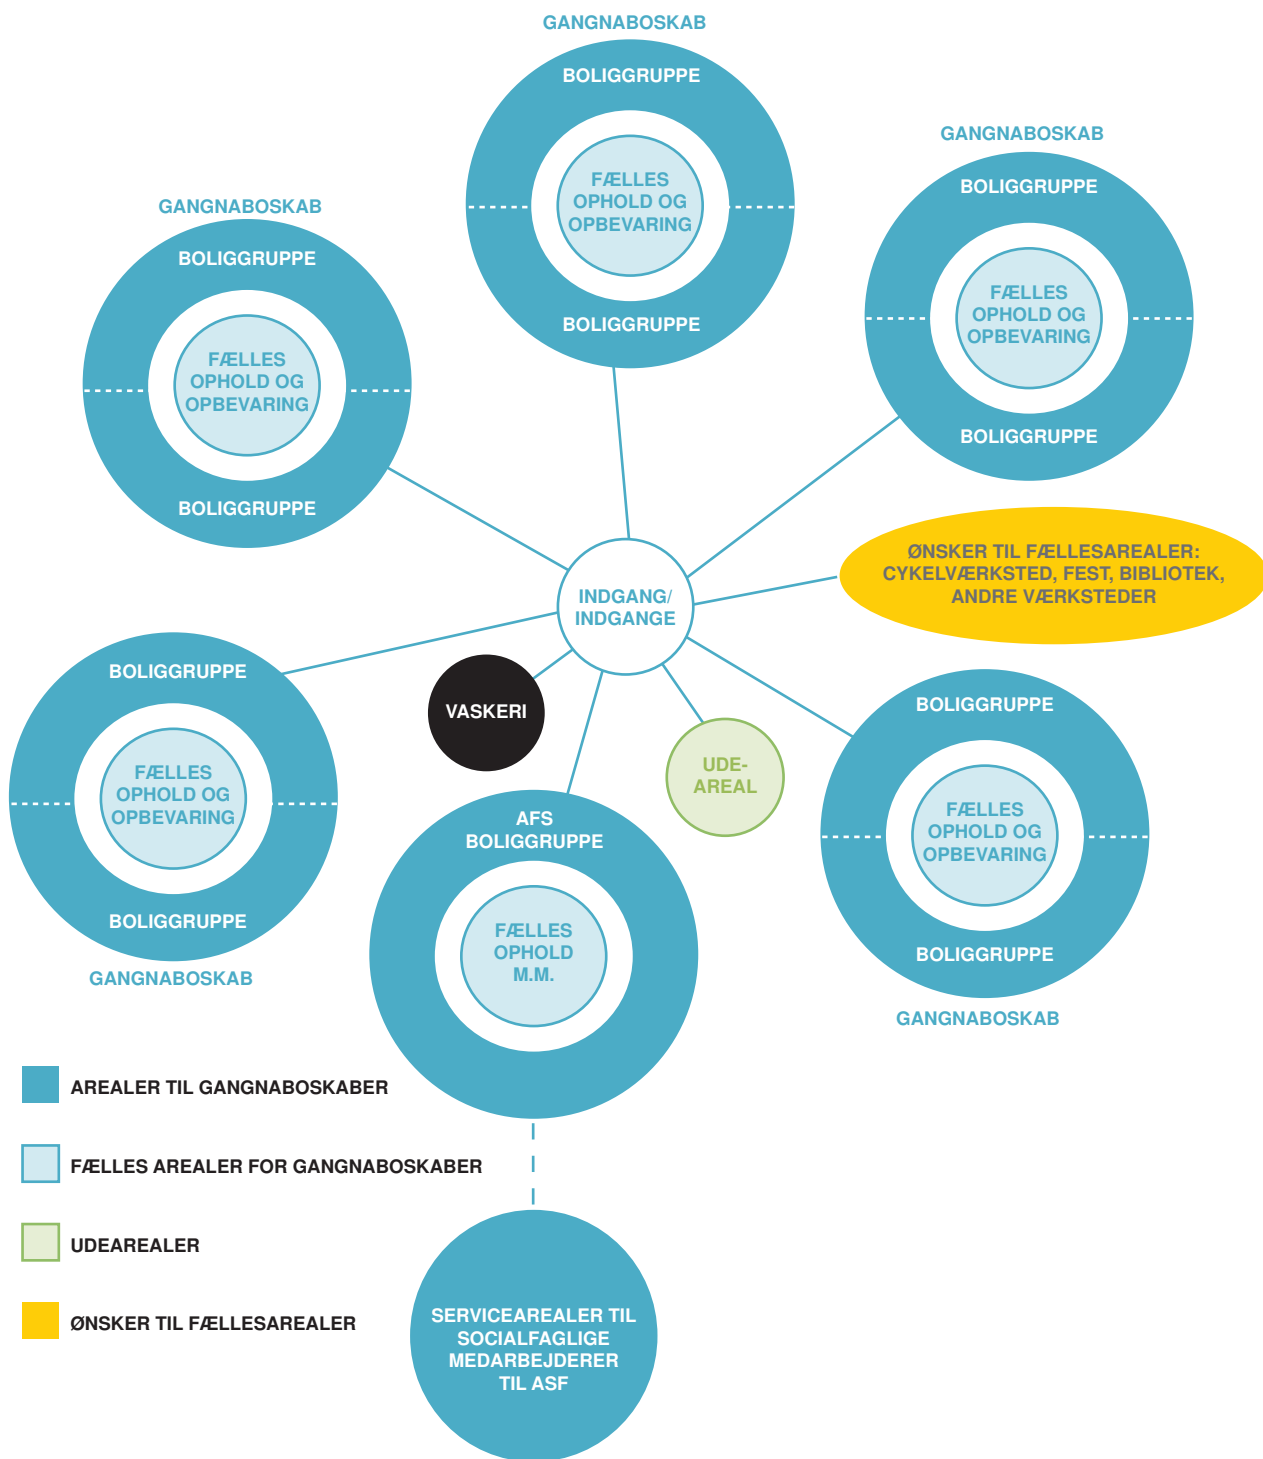 GANGNABOSKAB
BOLIGGRUPPE
FÆLLES
OPHOLD OG
OPBEVARING
BOLIGGRUPPE
GANGNABOSKAB
BOLIGGRUPPE
FÆLLES
OPHOLD OG
OPBEVARING
BOLIGGRUPPE
GANGNABOSKAB
BOLIGGRUPPE
FÆLLES
OPHOLD OG
OPBEVARING
BOLIGGRUPPE
ØNSKER TIL FÆLLESAREALER:
CYKELVÆRKSTED, FEST, BIBLIOTEK,
ANDRE VÆRKSTEDER
INDGANG/
INDGANGE
BOLIGGRUPPE
FÆLLES
OPHOLD OG
OPBEVARING
BOLIGGRUPPE
GANGNABOSKAB
VASKERI
UDE-
AREAL
BOLIGGRUPPE
FÆLLES
OPHOLD OG
OPBEVARING
BOLIGGRUPPE
GANGNABOSKAB
AFS
BOLIGGRUPPE
FÆLLES
OPHOLD
M.M.
AREALER TIL GANGNABOSKABER
FÆLLES AREALER FOR GANGNABOSKABER
UDEAREALER
ØNSKER TIL FÆLLESAREALER
SERVICEAREALER TIL
SOCIALFAGLIGE
MEDARBEJDERER
TIL ASF